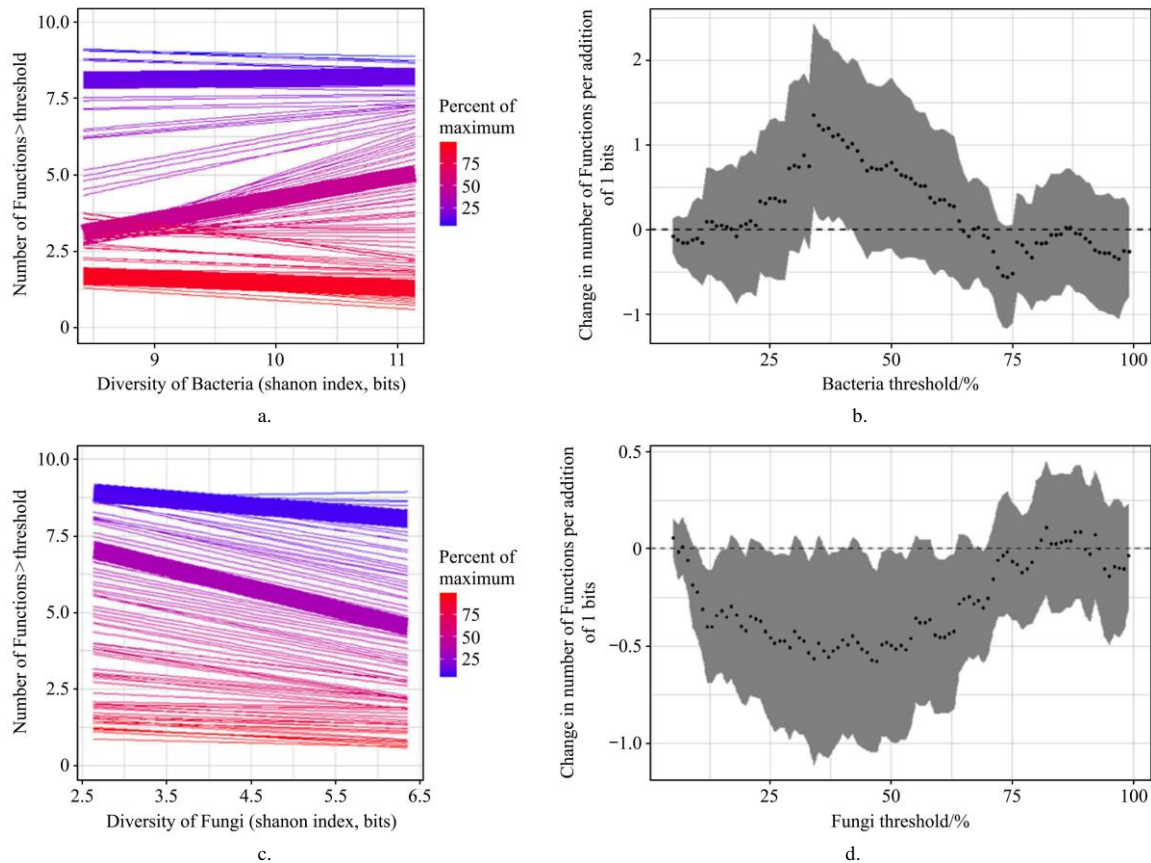 10.0
7.5
5.0
2.5
0
Number of Functions>threshold
9
10
11
Diversity of Bacteria (shanon index, bits)
Percent of
maximum
75
50
25
a.
2
1
0
−1
Change in number of Functions per addition
of 1 bits
25
50
75
100
Bacteria threshold/%
b.
10.0
7.5
5.0
2.5
0
Number of Functions>threshold
2.5
3.5
4.5
5.5
6.5
Diversity of Fungi (shanon index, bits)
Percent of
maximum
75
50
25
c.
0.5
0
−0.5
−1.0
Change in number of Functions per addition
of 1 bits
25
50
75
100
Fungi threshold/%
d.